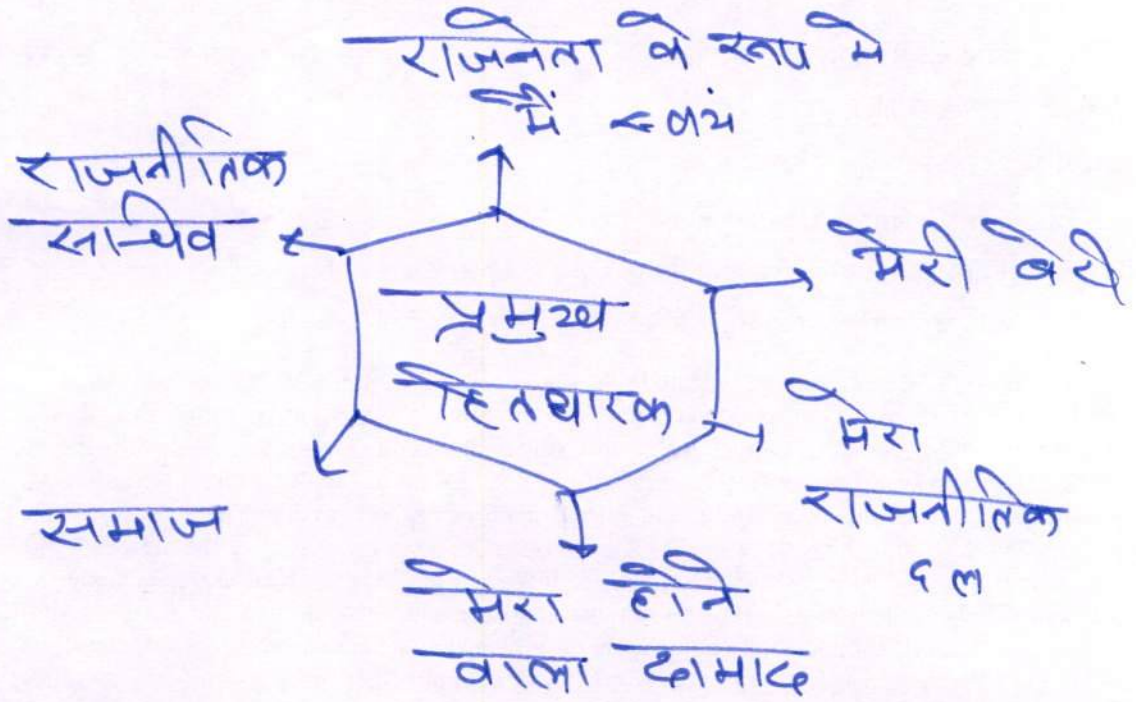 राजनेता के रूप मे
मैं स्वयं
राजनीतिक
सचिव
मेरी बेटी
प्रमुख
हितधारक
मेरा
राजनीतिक
दल
समाज
मेरा होने
वाला दामाद